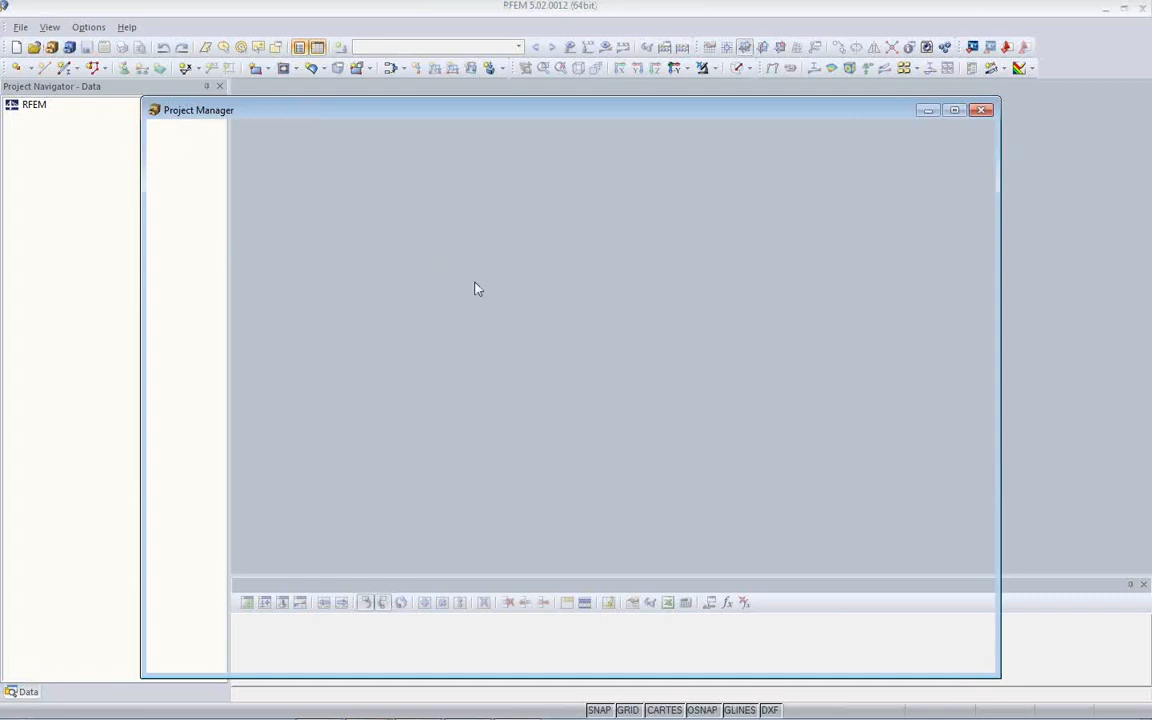 RFEM 5.02.0012 (64bit)
File View Options Help
Project Navigator - Data
RFEM
Project Manager
Data
SNAP GRID CARTES OSNAP GLINES DXF